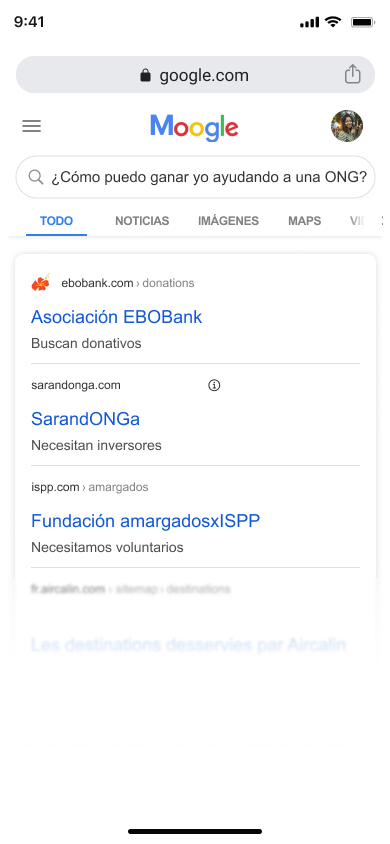 9:41
google.com
Moogle
¿Cómo puedo ganar yo ayudando a una ONG?
TODO NOTICIAS IMÁGENES MAPS
ebobank.com › donations
Asociación EBOBank
Buscan donativos
sarandonga.com
SarandONGa
Necesitan inversores
ispp.com › amargados
Fundación amargadosxISPP
Necesitamos voluntarios
fr.aircalin.com › sitemap › destinations
Les destinations desservies par Aircalin